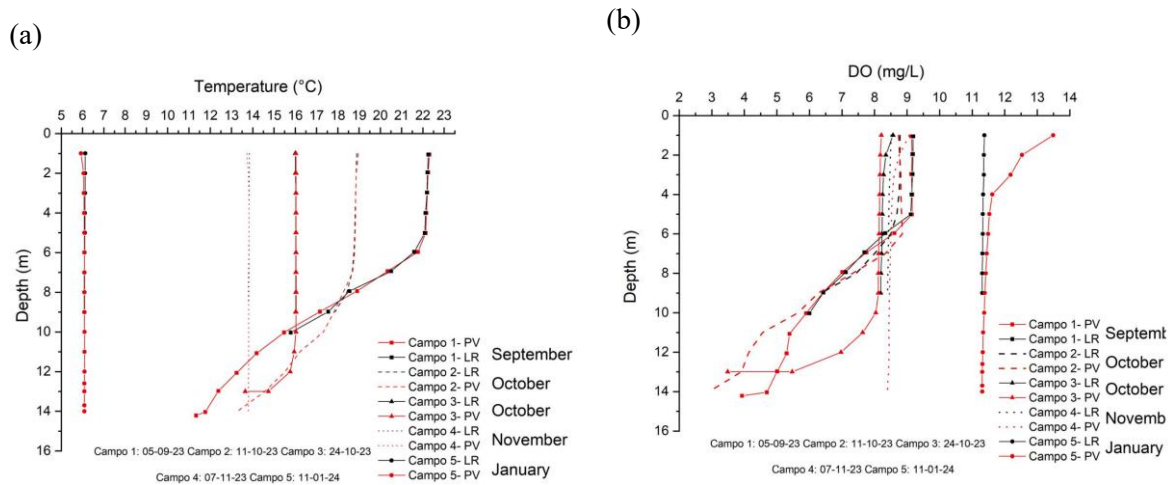 (a)
(b)
Temperature (°C)
5 6 7 8 9 10 11 12 13 14 15 16 17 18 19 20 21 22 23
0
2
4
6
8
10
12
14
16
Depth (m)
Campo 1- PV
Campo 1- LR
September
Campo 2- LR
Campo 2- PV
October
Campo 3- LR
Campo 3- PV
October
Campo 4- LR
Campo 4- PV
November
Campo 5- LR
Campo 5- PV
January
Campo 1: 05-09-23 Campo 2: 11-10-23 Campo 3: 24-10-23
Campo 4: 07-11-23 Campo 5: 11-01-24
DO (mg/L)
2 3 4 5 6 7 8 9 10 11 12 13 14
0
2
4
6
8
10
12
14
16
Depth (m)
Campo 1- PV
Campo 1- LR
Septemb
Campo 2- LR
Campo 2- PV
October
Campo 3- LR
Campo 3- PV
October
Campo 4- LR
Campo 4- PV
Novemb
Campo 5- LR
Campo 5- PV
January
Campo 1: 05-09-23 Campo 2: 11-10-23 Campo 3: 24-10-23
Campo 4: 07-11-23 Campo 5: 11-01-24